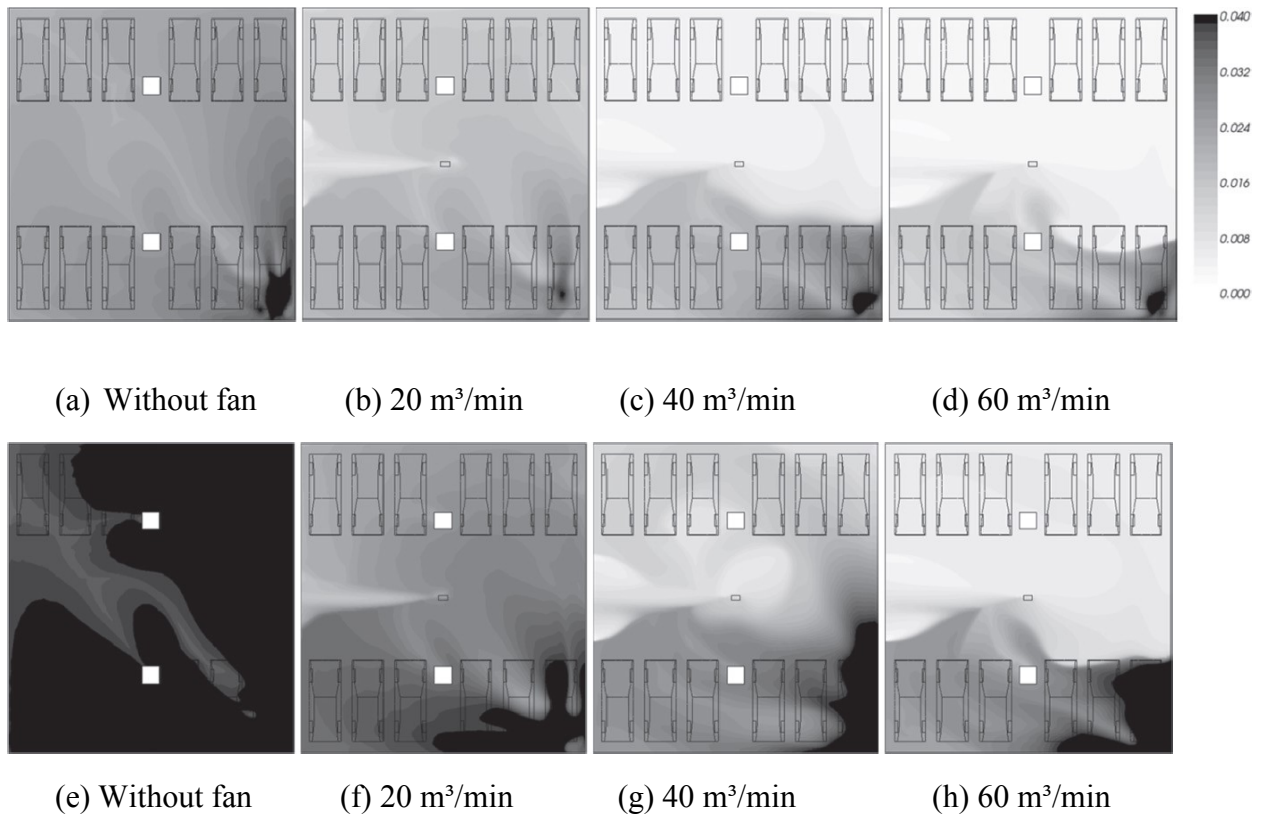 0.040
0.032
0.024
0.016
0.008
0.000
(a) Without fan
(b) 20 m³/min
(c) 40 m³/min
(d) 60 m³/min
(e) Without fan
(f) 20 m³/min
(g) 40 m³/min
(h) 60 m³/min